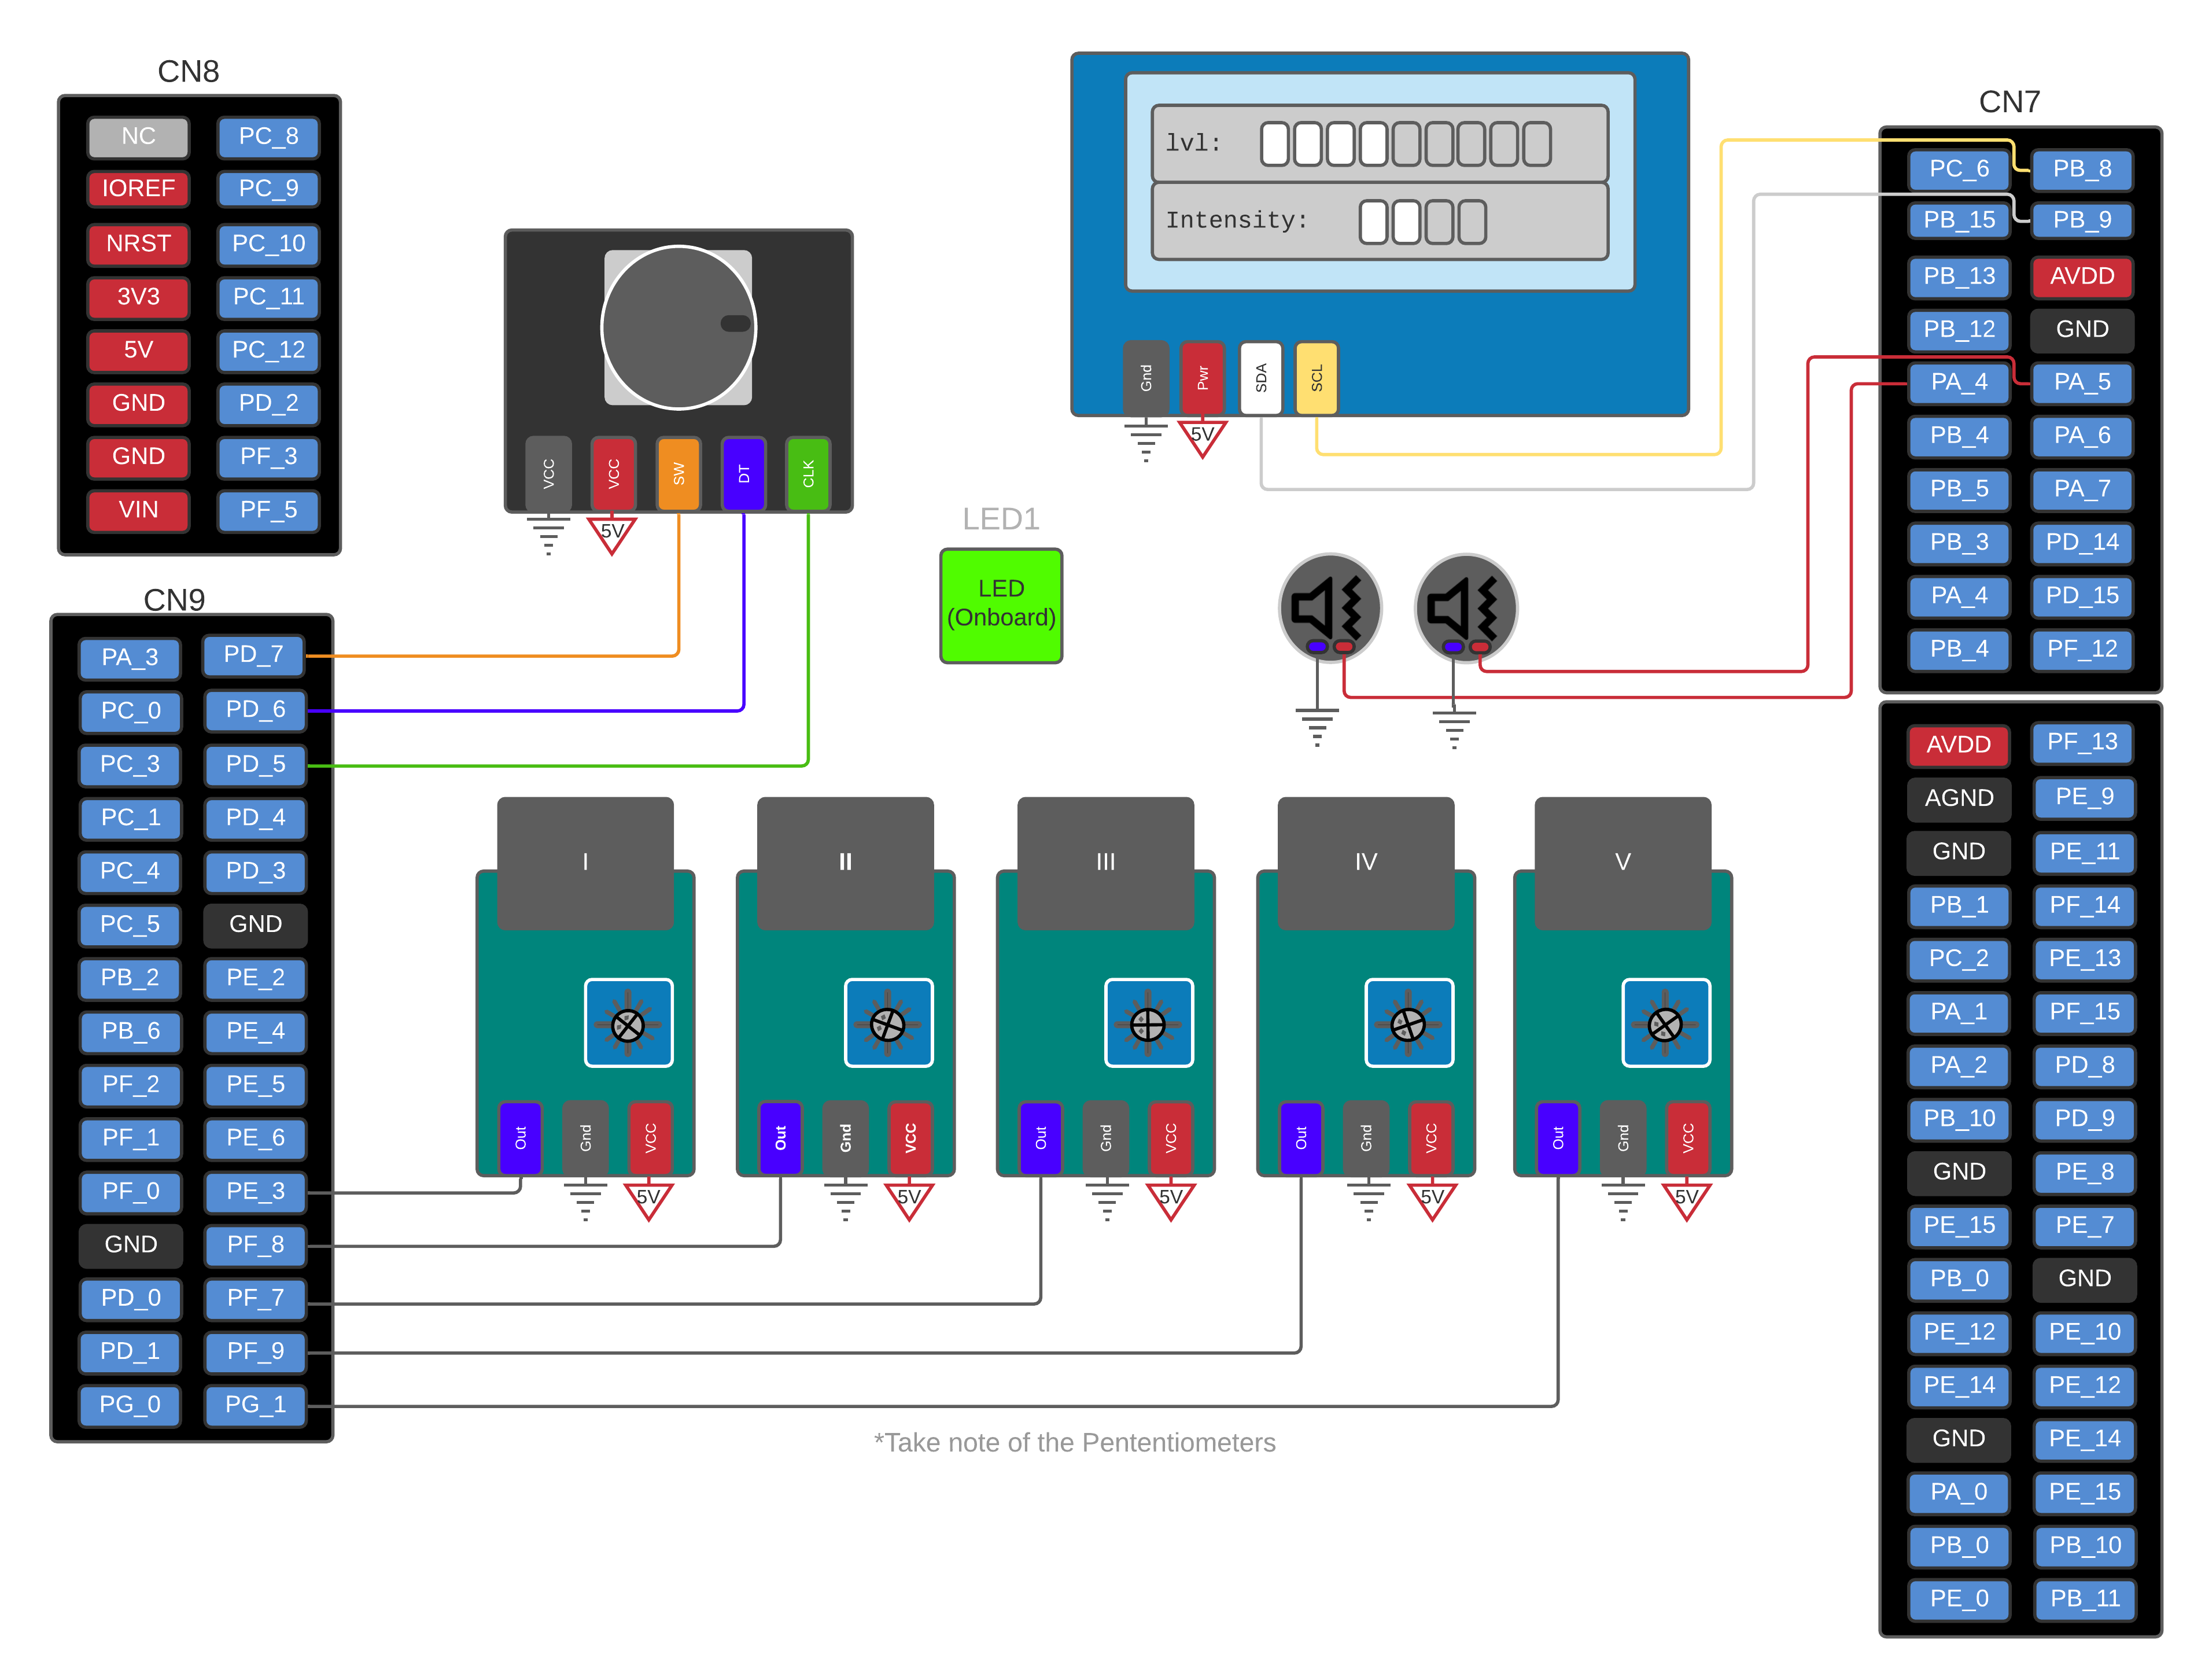 CN8
NC PC_8
IOREF PC_9
NRST PC_10
3V3 PC_11
5V PC_12
GND PD_2
GND PF_3
VIN PF_5
CN9
PA_3 PD_7
PC_0 PD_6
PC_3 PD_5
PC_1 PD_4
PC_4 PD_3
PC_5 GND
PB_2 PE_2
PB_6 PE_4
PF_2 PE_5
PF_1 PE_6
PF_0 PE_3
GND PF_8
PD_0 PF_7
PD_1 PF_9
PG_0 PG_1
VCC VCC SW DT CLK
5V
lvl:
Intensity:
Gnd Pwr SDA SCL
5V
LED1
LED
(Onboard)
I II III IV V
Out Gnd VCC Out Gnd VCC Out Gnd VCC Out Gnd VCC Out Gnd VCC
5V 5V 5V 5V 5V
*Take note of the Pententiometers
CN7
PC_6 PB_8
PB_15 PB_9
PB_13 AVDD
PB_12 GND
PA_4 PA_5
PB_4 PA_6
PB_5 PA_7
PB_3 PD_14
PA_4 PD_15
PB_4 PF_12
AVDD PF_13
AGND PE_9
GND PE_11
PB_1 PF_14
PC_2 PE_13
PA_1 PF_15
PA_2 PD_8
PB_10 PD_9
GND PE_8
PE_15 PE_7
PB_0 GND
PE_12 PE_10
PE_14 PE_12
GND PE_14
PA_0 PE_15
PB_0 PB_10
PE_0 PB_11